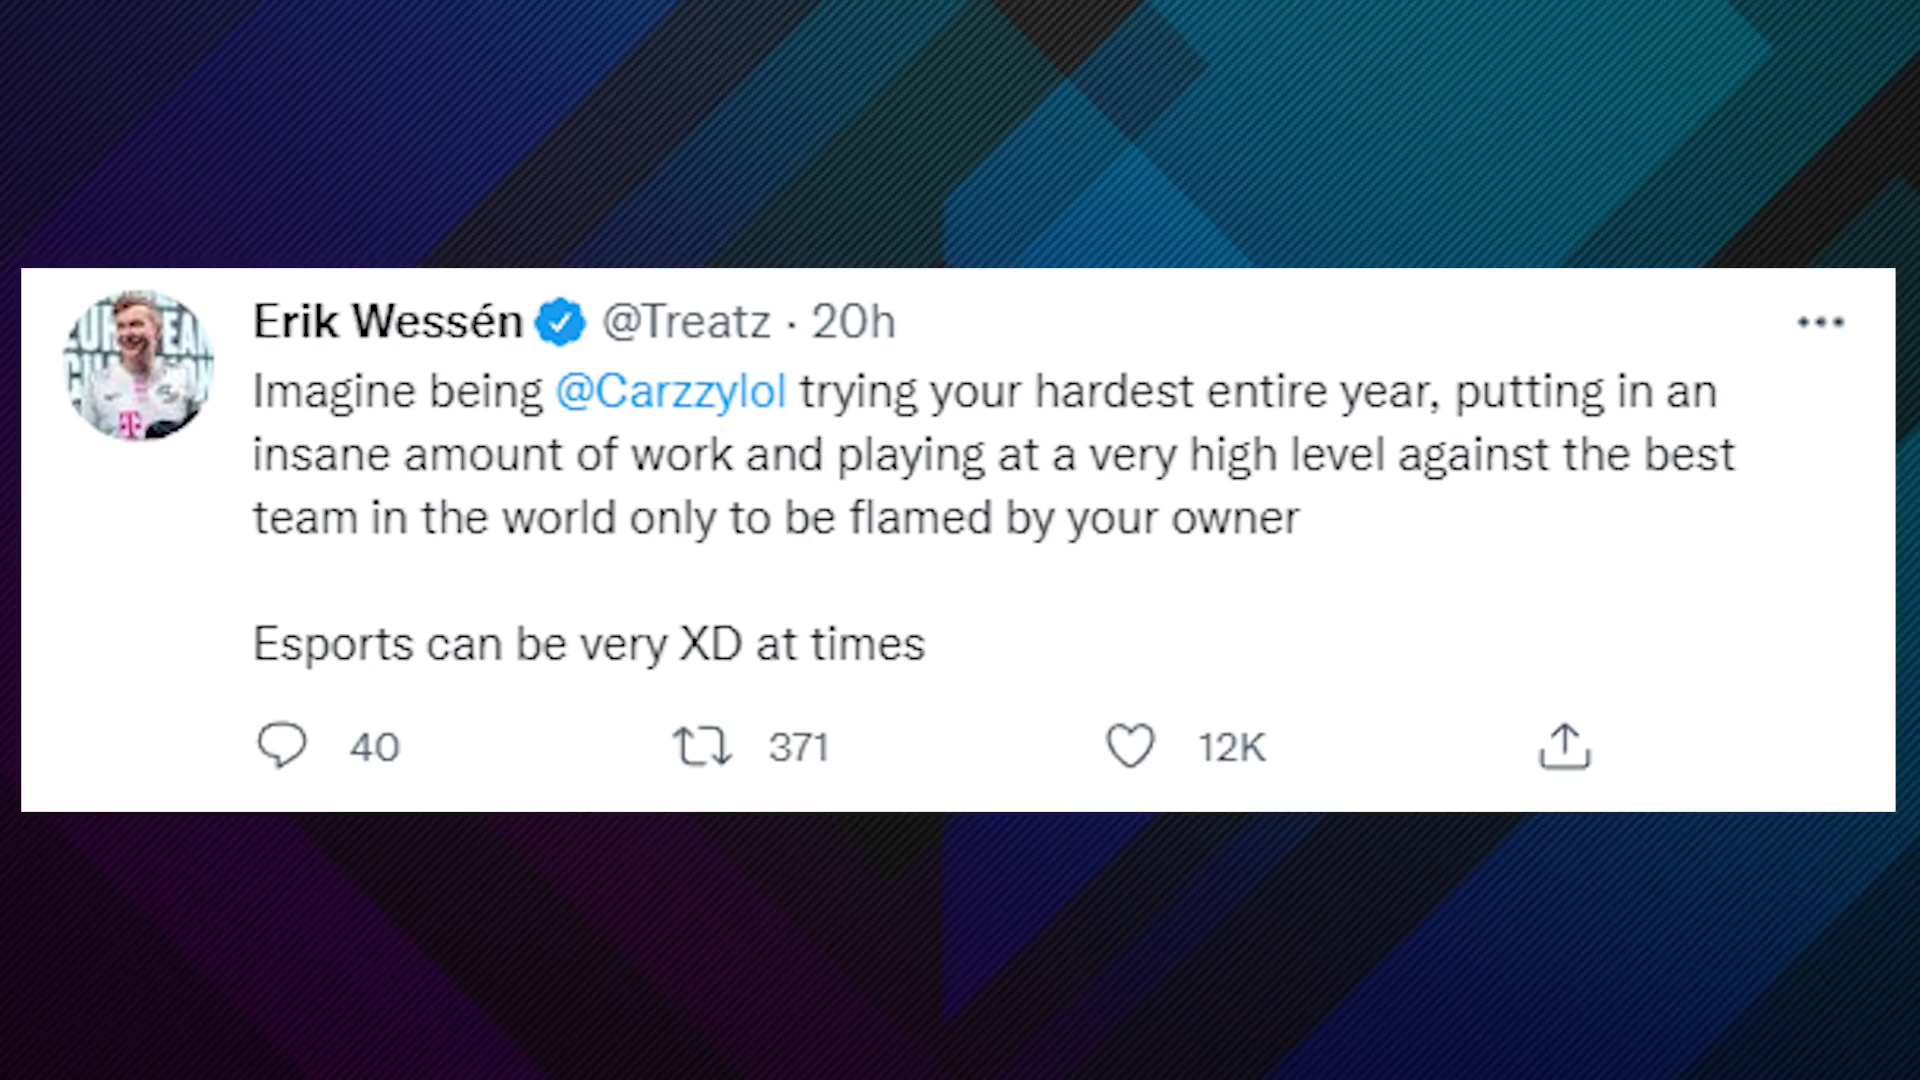 Erik Wessén @Treatz · 20h
Imagine being @Carzzylol trying your hardest entire year, putting in an
insane amount of work and playing at a very high level against the best
team in the world only to be flamed by your owner
Esports can be very XD at times
40 371 12K